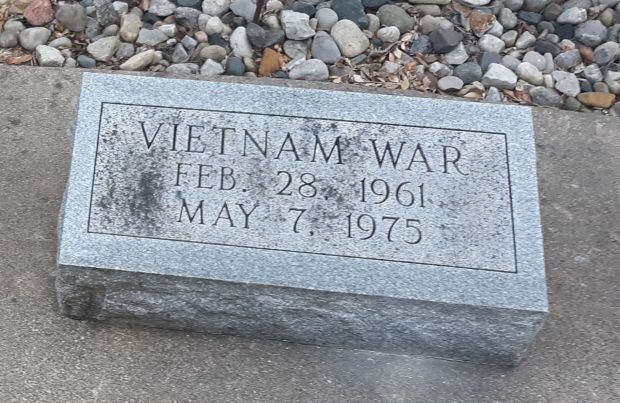 VIETNAM WAR
FEB. 28, 1961
MAY 7, 1975